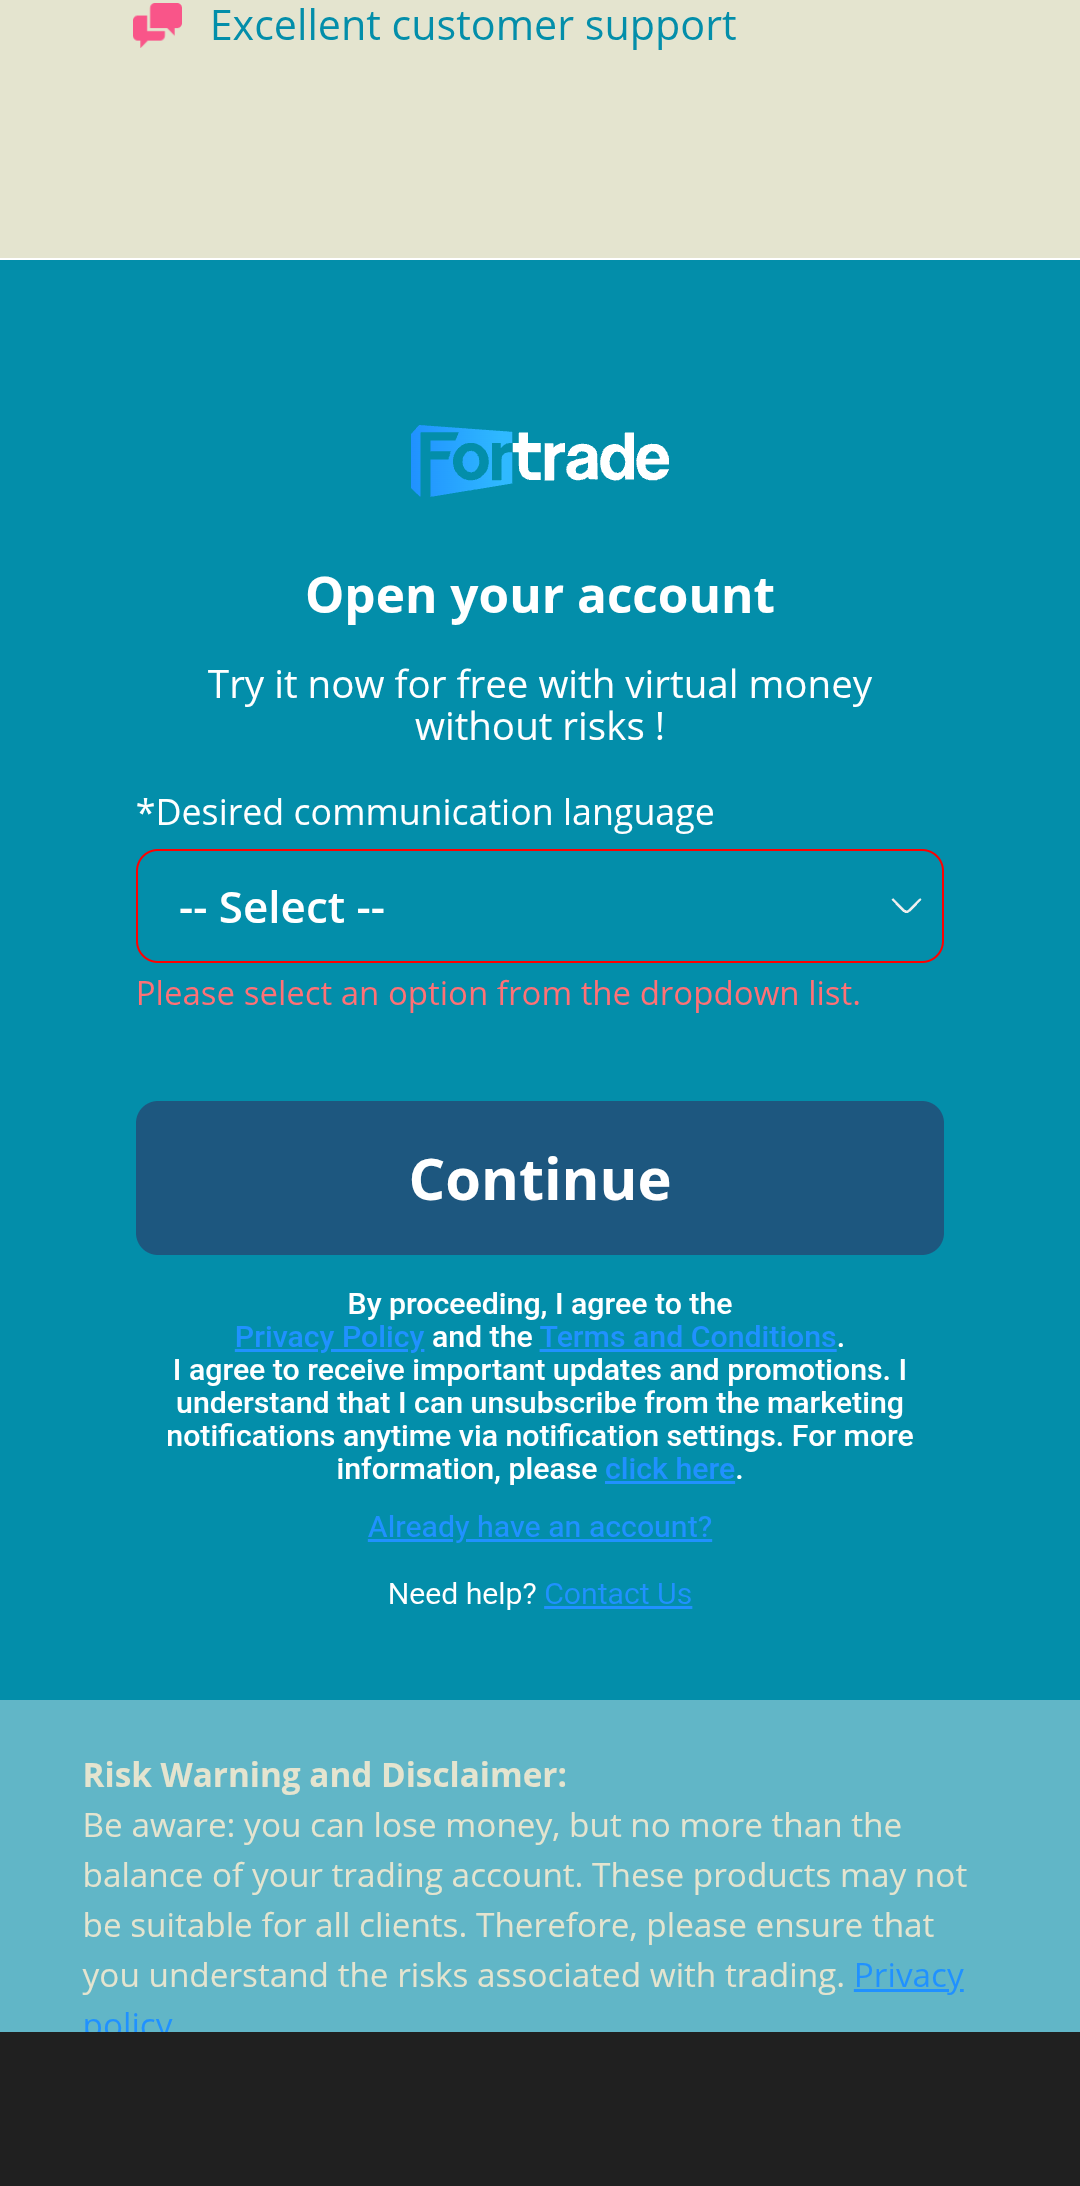 Excellent customer support
Fortrade
Open your account
Try it now for free with virtual money
without risks !
*Desired communication language
-- Select --
Please select an option from the dropdown list.
Continue
By proceeding, I agree to the
Privacy Policy and the Terms and Conditions.
I agree to receive important updates and promotions. I
understand that I can unsubscribe from the marketing
notifications anytime via notification settings. For more
information, please click here.
Already have an account?
Need help? Contact Us
Risk Warning and Disclaimer:
Be aware: you can lose money, but no more than the
balance of your trading account. These products may not
be suitable for all clients. Therefore, please ensure that
you understand the risks associated with trading. Privacy
policy